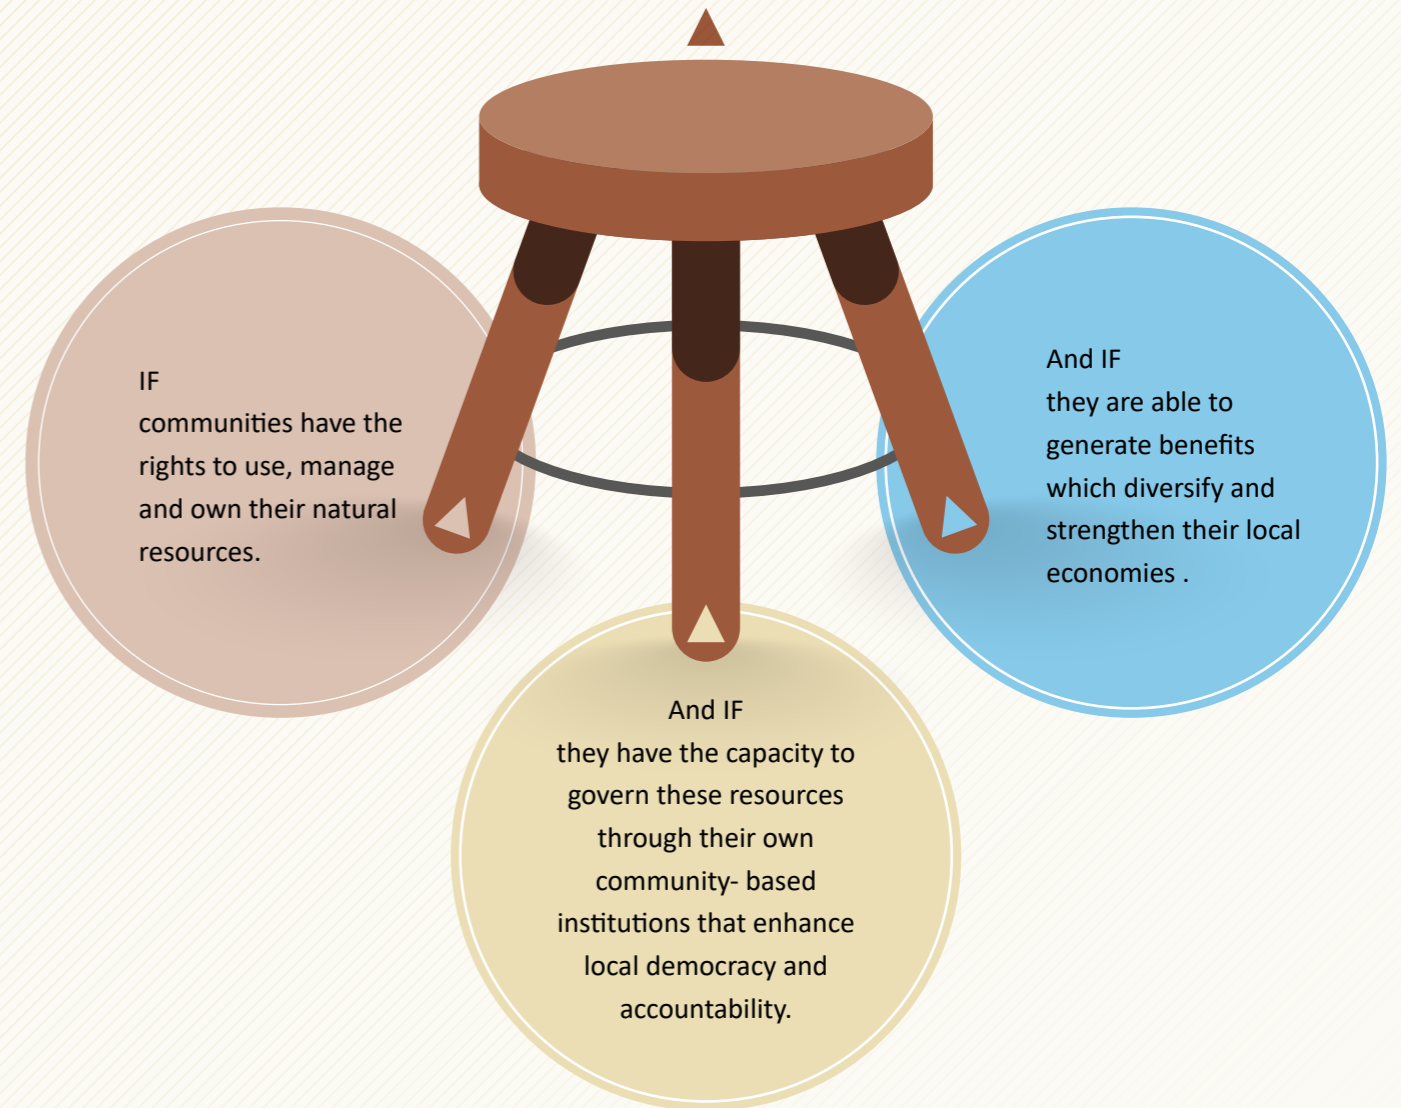 IF
communities have the
rights to use, manage
and own their natural
resources.
And IF
they have the capacity to
govern these resources
through their own
community- based
institutions that enhance
local democracy and
accountability.
And IF
they are able to
generate benefits
which diversify and
strengthen their local
economies .